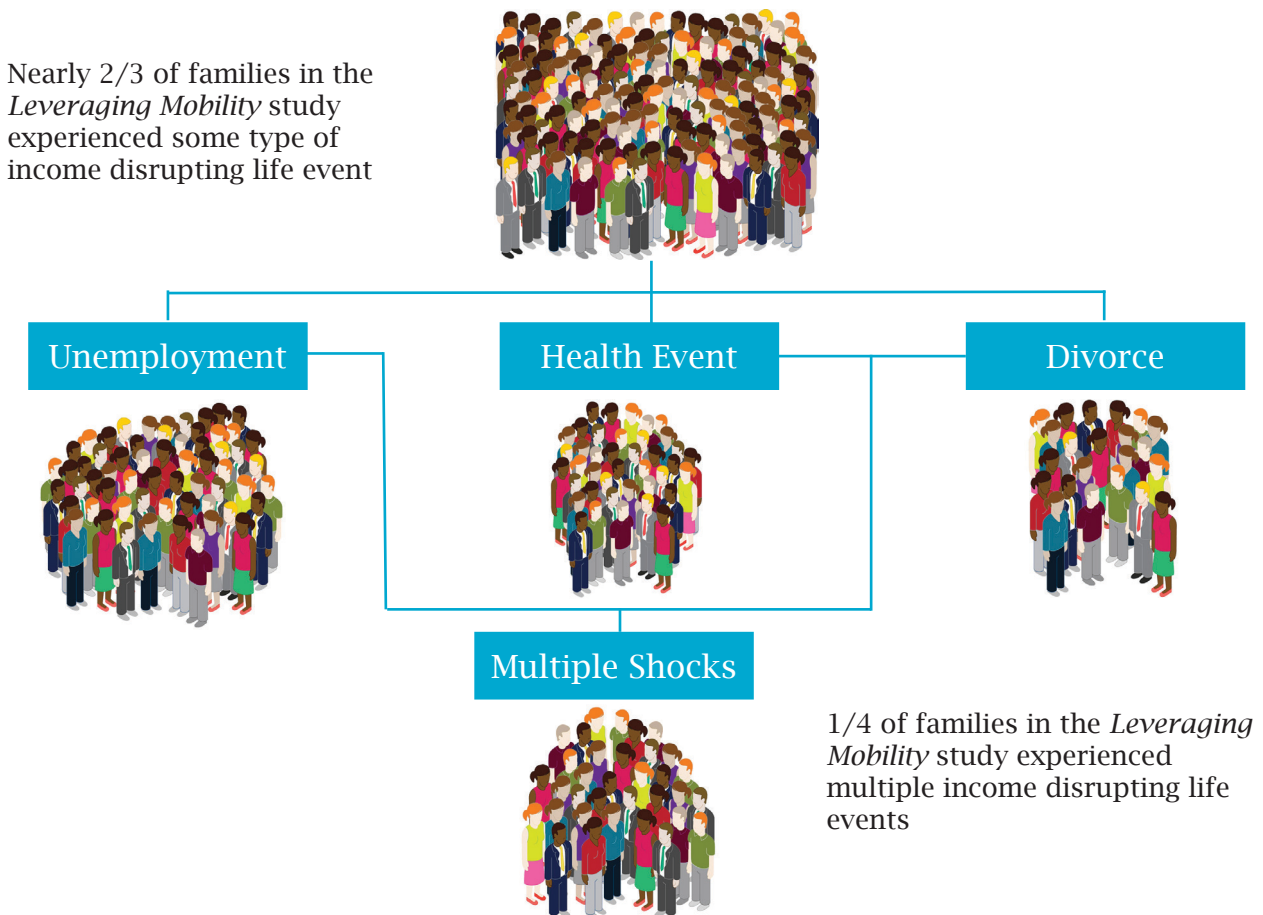 Nearly 2/3 of families in the
Leveraging Mobility study
experienced some type of
income disrupting life event
Unemployment
Health Event
Divorce
Multiple Shocks
1/4 of families in the Leveraging
Mobility study experienced
multiple income disrupting life
events